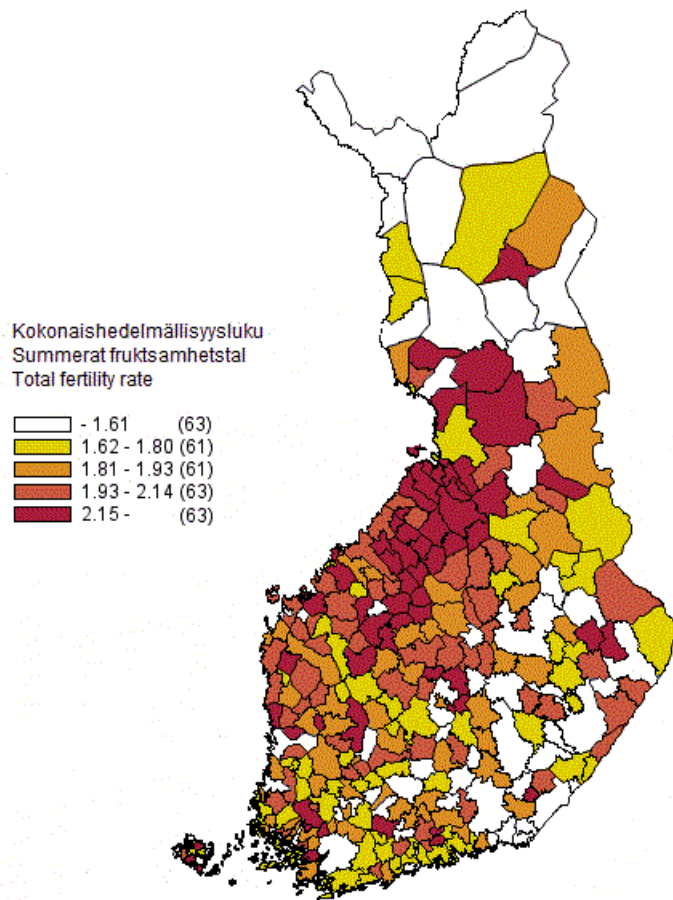 Kokonaishedelmällisyysluku
Summerat fruktsamhetstal
Total fertility rate
- 1.61 (63)
1.62 - 1.80 (61)
1.81 - 1.93 (61)
1.93 - 2.14 (63)
2.15 - (63)